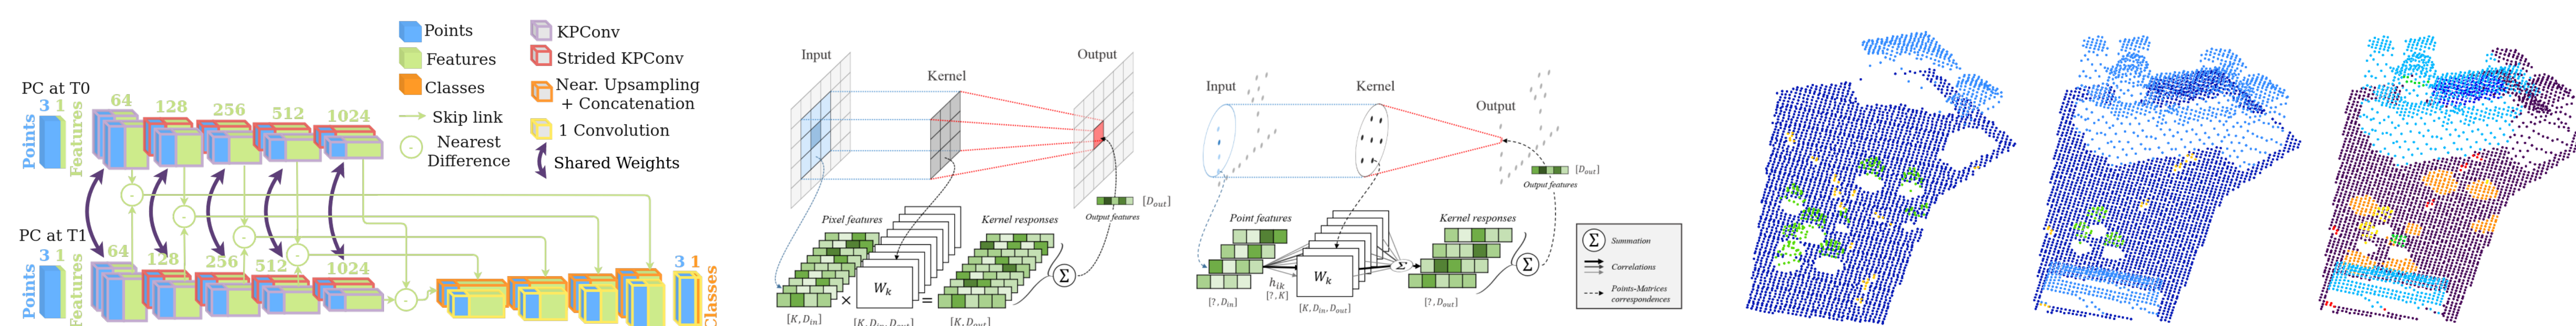 Points
Features
Classes
Skip link
Nearest
Difference
KPConv
Strided KPConv
Near. Upsampling
+ Concatenation
1 Convolution
Shared Weights
PC at T0
3 1
Points
Features
64
128
256
512
1024
-
-
-
-
-
-
PC at T1
3 1
Points
Features
64
128
256
512
1024
3 1
Classes
Input
Kernel
Output
[D_out]
Output features
Pixel features
Kernel responses
W_k
×
=
Σ
[K, D_in]
[K, D_in, D_out]
[K, D_out]
Input
Kernel
Output
[D_out]
Output features
Point features
Kernel responses
h_ik
[?, K]
W_k
Σ
Σ
[?, D_in]
[K, D_in, D_out]
[?, D_out]
Σ Summation
Correlations
Points-Matrices
correspondences